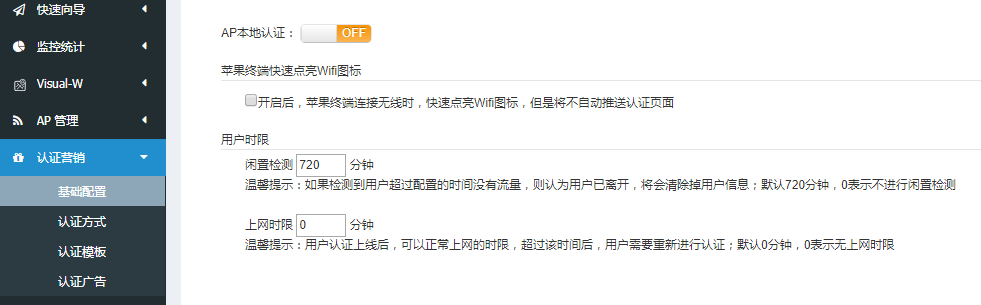 快速向导
监控统计
Visual-W
AP 管理
认证营销
基础配置
认证方式
认证模板
认证广告
AP本地认证： OFF
苹果终端快速点亮Wifi图标
开启后，苹果终端连接无线时，快速点亮Wifi图标，但是将不自动推送认证页面
用户时限
闲置检测 720 分钟
温馨提示：如果检测到用户超过配置的时间没有流量，则认为用户已离开，将会清除掉用户信息；默认720分钟，0表示不进行闲置检测
上网时限 0 分钟
温馨提示：用户认证上线后，可以正常上网的时限，超过该时间后，用户需要重新进行认证；默认0分钟，0表示无上网时限